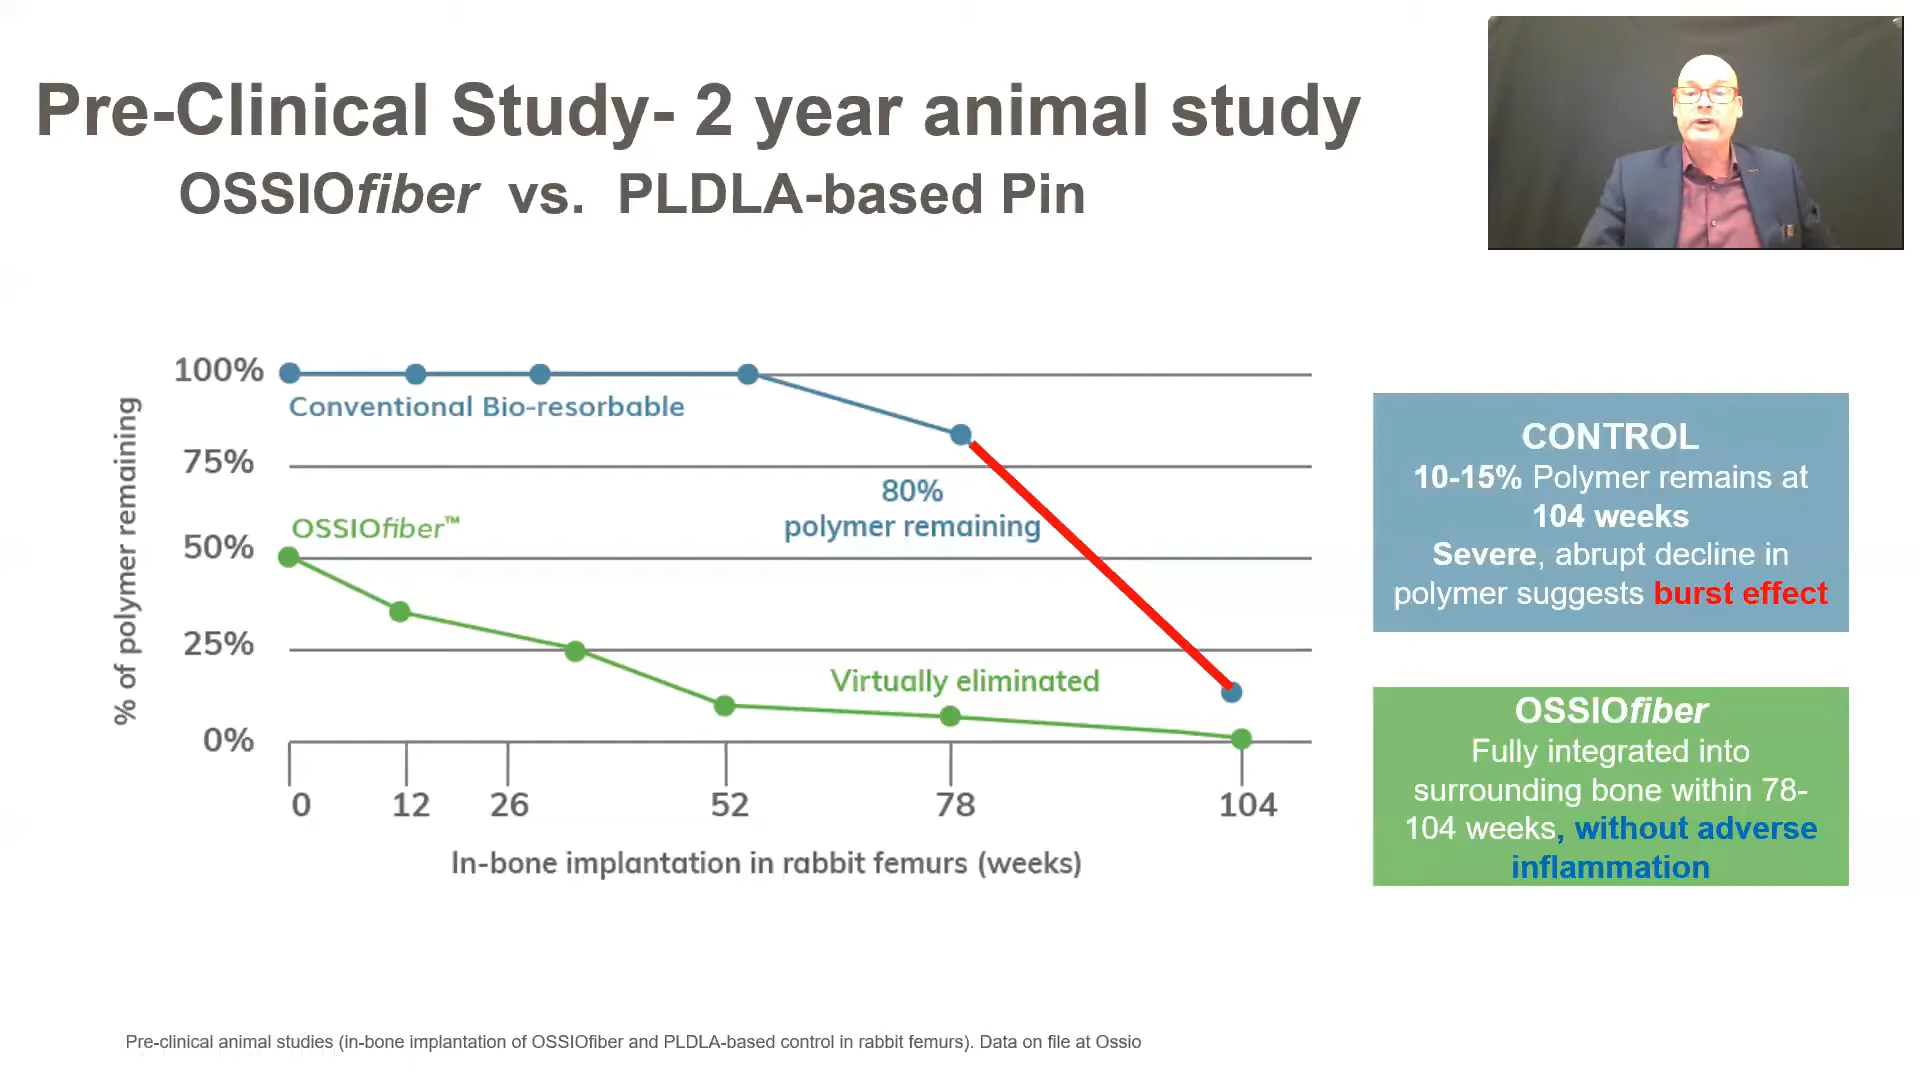 Pre-Clinical Study- 2 year animal study
OSSIOfiber vs. PLDLA-based Pin
% of polymer remaining
100%
75%
50%
25%
0%
Conventional Bio-resorbable
80%
polymer remaining
OSSIOfiber™
Virtually eliminated
0 12 26 52 78 104
In-bone implantation in rabbit femurs (weeks)
CONTROL
10-15% Polymer remains at
104 weeks
Severe, abrupt decline in
polymer suggests burst effect
OSSIOfiber
Fully integrated into
surrounding bone within 78-
104 weeks, without adverse
inflammation
Pre-clinical animal studies (in-bone implantation of OSSIOfiber and PLDLA-based control in rabbit femurs). Data on file at Ossio